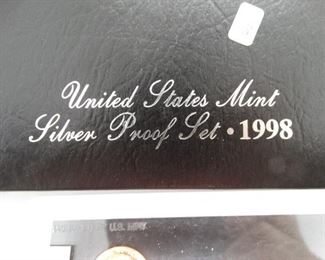 United States Mint
Silver Proof Set • 1998
U.S. MINT